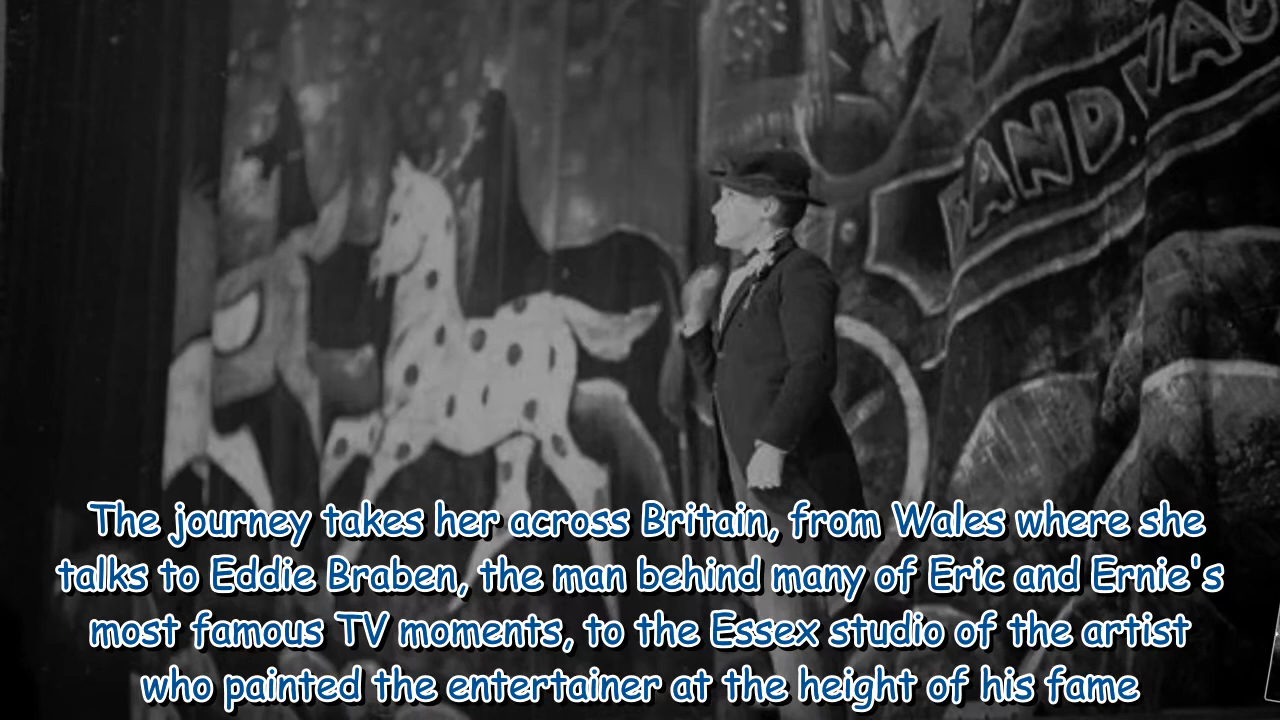 AND VAU
The journey takes her across Britain, from Wales where she
talks to Eddie Braben, the man behind many of Eric and Ernie's
most famous TV moments, to the Essex studio of the artist
who painted the entertainer at the height of his fame